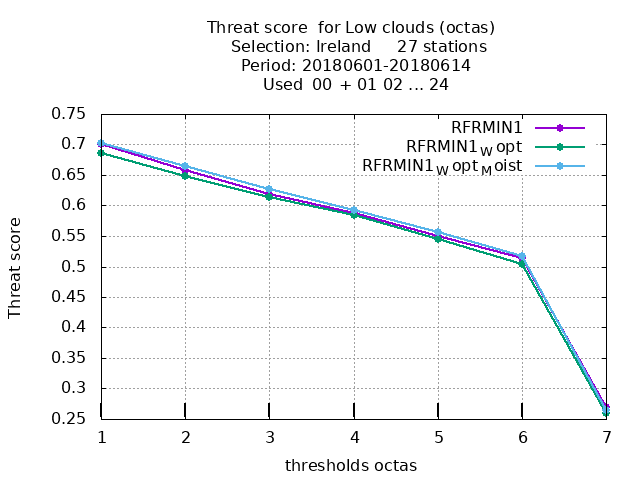 Threat score  for Low clouds (octas)
Selection: Ireland     27 stations
Period: 20180601-20180614
Used  00  + 01 02 ... 24
0.75
0.7
0.65
0.6
0.55
0.5
0.45
0.4
0.35
0.3
0.25
Threat score
RFRMIN1
RFRMIN1_W opt
RFRMIN1_W opt_M oist
1 2 3 4 5 6 7
thresholds octas